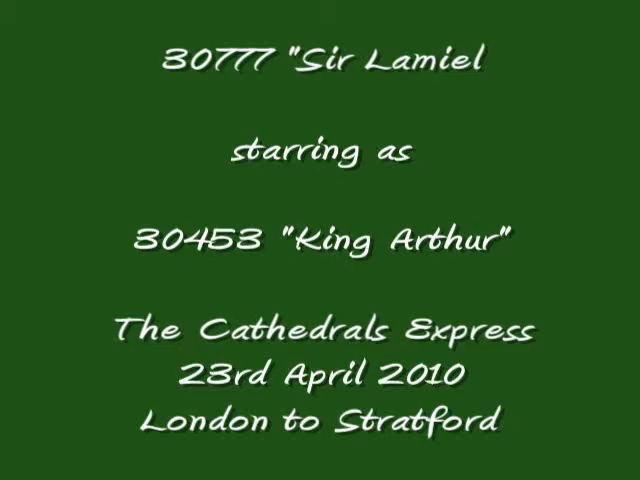 30777 "Sir Lamiel
starring as
30453 "King Arthur"
The Cathedrals Express
23rd April 2010
London to Stratford